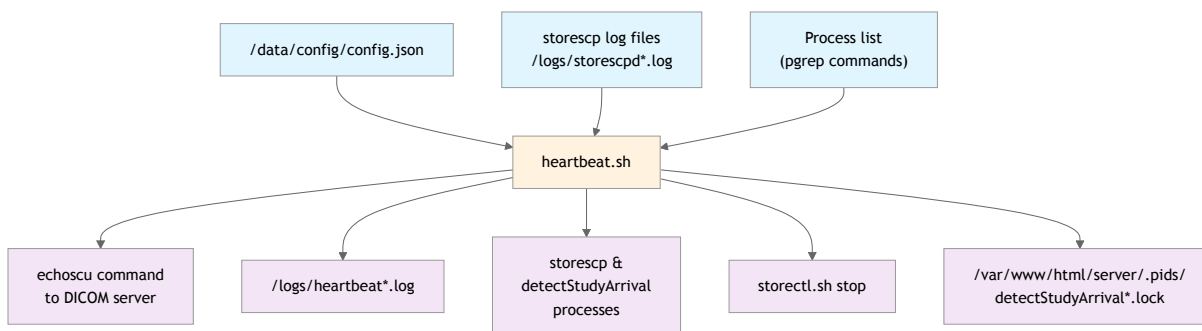 /data/config/config.json
storescp log files
/logs/storescpd*.log
Process list
(pgrep commands)
heartbeat.sh
echoscu command
to DICOM server
/logs/heartbeat*.log
storescp &
detectStudyArrival
processes
storectl.sh stop
/var/www/html/server/.pids/
detectStudyArrival*.lock